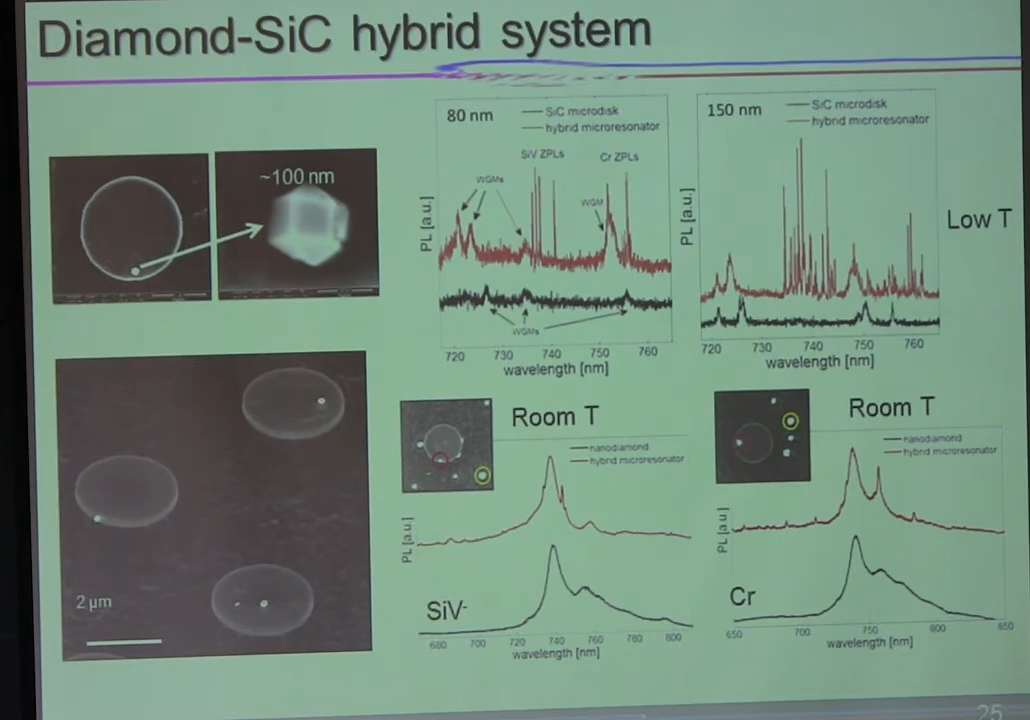 Diamond-SiC hybrid system
~100 nm
2 µm
80 nm
SiC microdisk
hybrid microresonator
SiV ZPLs
Cr ZPLs
WGMs
WGM
WGMs
PL [a.u.]
720 730 740 750 760
wavelength [nm]
150 nm
SiC microdisk
hybrid microresonator
PL [a.u.]
720 730 740 750 760
wavelength [nm]
Low T
Room T
nanodiamond
hybrid microresonator
PL [a.u.]
SiV-
680 700 720 740 760 780 800
wavelength [nm]
Room T
nanodiamond
hybrid microresonator
PL [a.u.]
Cr
650 700 750 800 850
wavelength [nm]
25